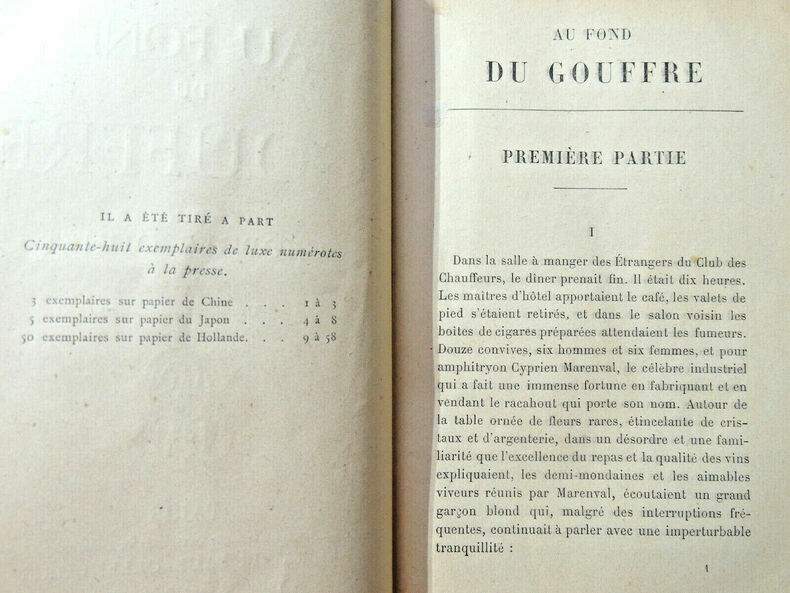 IL A ÉTÉ TIRÉ A PART
Cinquante-huit exemplaires de luxe numérotés
à la presse.
3 exemplaires sur papier de Chine . . . 1 à 3
5 exemplaires sur papier du Japon . . . 4 à 8
50 exemplaires sur papier de Hollande. . . 9 à 58
AU FOND
DU GOUFFRE
PREMIÈRE PARTIE
I
Dans la salle à manger des Étrangers du Club des
Chauffeurs, le dîner prenait fin. Il était dix heures.
Les maîtres d'hôtel apportaient le café, les valets de
pied s'étaient retirés, et dans le salon voisin les
boîtes de cigares préparées attendaient les fumeurs.
Douze convives, six hommes et six femmes, et pour
amphitryon Cyprien Marenval, le célèbre industriel
qui a fait une immense fortune en fabriquant et en
vendant le racahout qui porte son nom. Autour de
la table ornée de fleurs rares, étincelante de cris-
taux et d'argenterie, dans un désordre et une fami-
liarité que l'excellence du repas et la qualité des vins
expliquaient, les demi-mondaines et les aimables
viveurs réunis par Marenval, écoutaient un grand
garçon blond qui, malgré des interruptions fré-
quentes, continuait à parler avec une imperturbable
tranquillité :
1